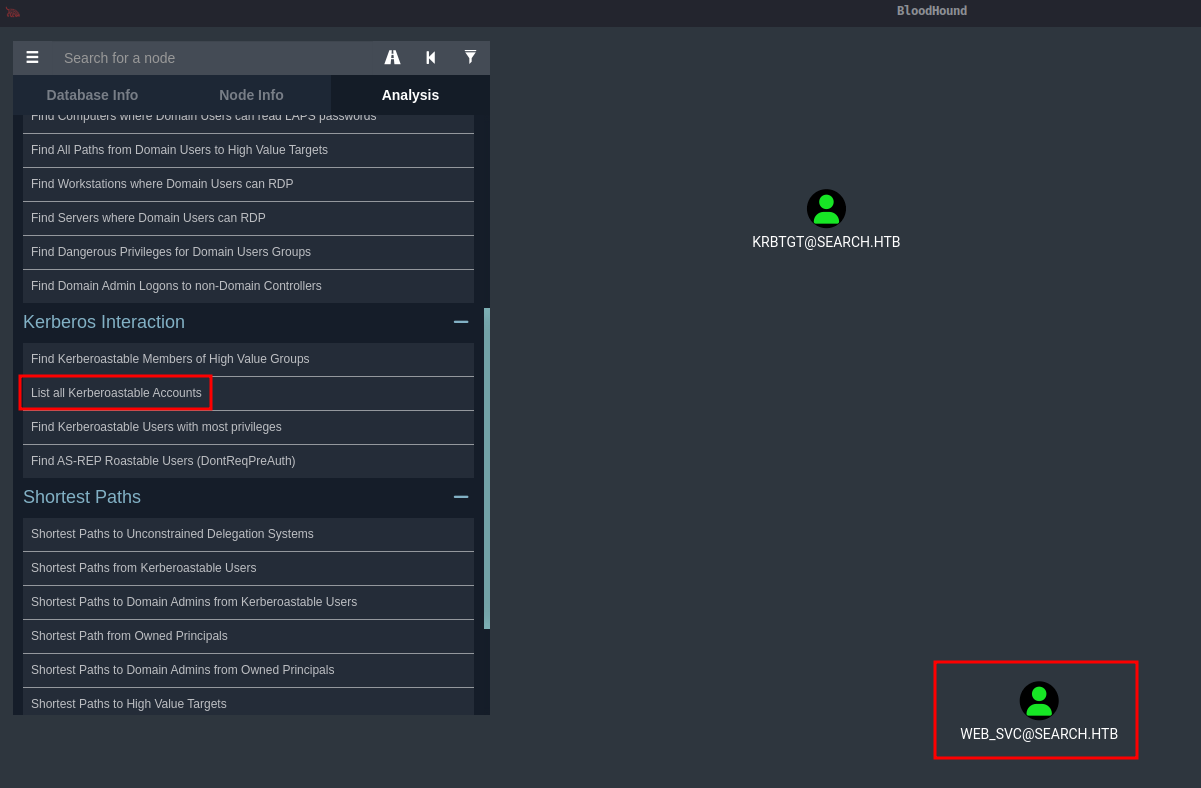 BloodHound
Search for a node
Database Info
Node Info
Analysis
Find Computers where Domain Users can read LAPS passwords
Find All Paths from Domain Users to High Value Targets
Find Workstations where Domain Users can RDP
Find Servers where Domain Users can RDP
Find Dangerous Privileges for Domain Users Groups
Find Domain Admin Logons to non-Domain Controllers
Kerberos Interaction
Find Kerberoastable Members of High Value Groups
List all Kerberoastable Accounts
Find Kerberoastable Users with most privileges
Find AS-REP Roastable Users (DontReqPreAuth)
Shortest Paths
Shortest Paths to Unconstrained Delegation Systems
Shortest Paths from Kerberoastable Users
Shortest Paths to Domain Admins from Kerberoastable Users
Shortest Path from Owned Principals
Shortest Paths to Domain Admins from Owned Principals
Shortest Paths to High Value Targets
KRBTGT@SEARCH.HTB
WEB_SVC@SEARCH.HTB